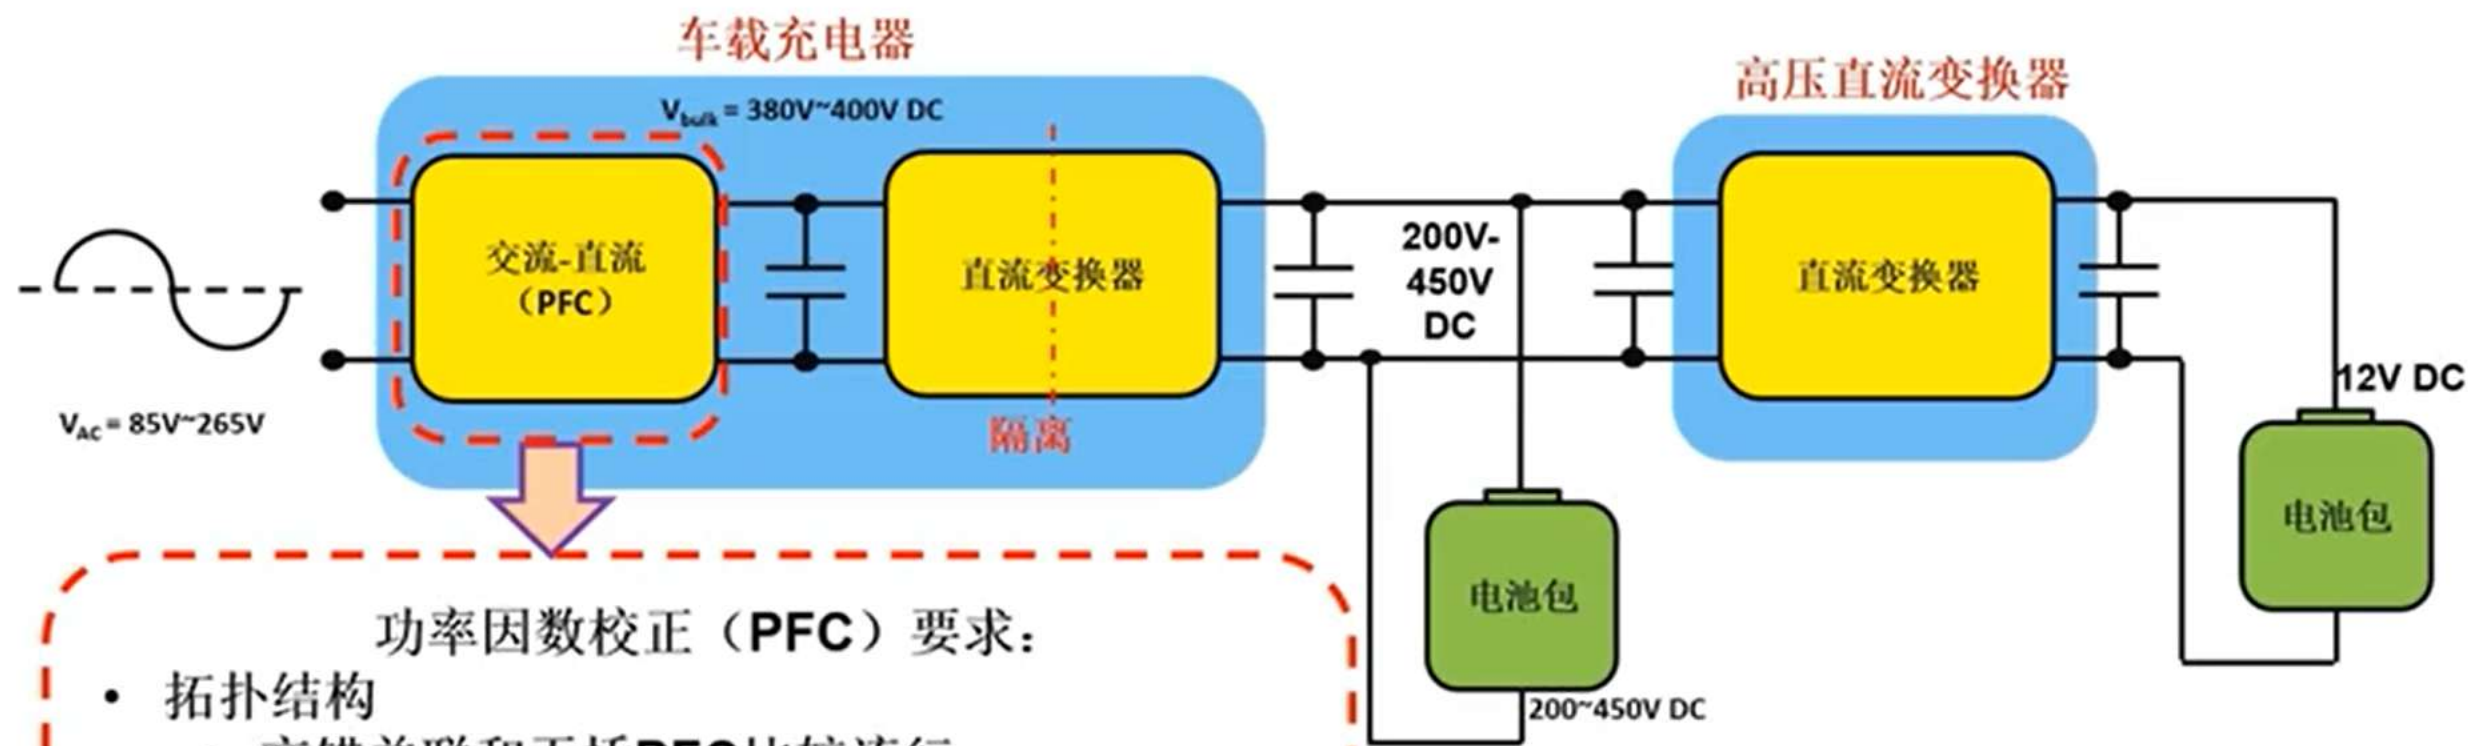 车载充电器
高压直流变换器
Vbulk = 380V~400V DC
交流-直流
（PFC）
直流变换器
隔离
200V-
450V
DC
直流变换器
VAC = 85V~265V
12V DC
电池包
电池包
200~450V DC
功率因数校正（PFC）要求：
• 拓扑结构